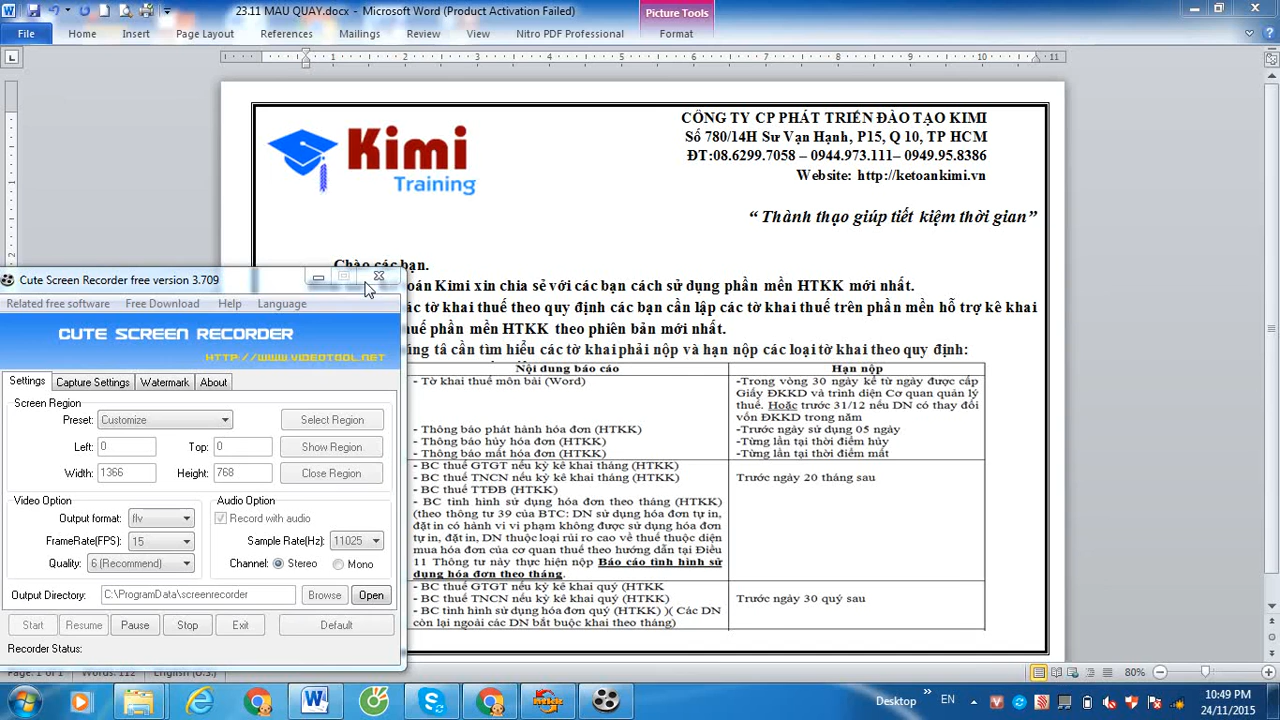 23.11 MAU QUAY.docx - Microsoft Word (Product Activation Failed)
Picture Tools
File
Home
Insert
Page Layout
References
Mailings
Review
View
Nitro PDF Professional
Format
1
2
3
4
5
6
7
8
9
10
11
CÔNG TY CP PHÁT TRIỂN ĐÀO TẠO KIMI
Số 780/14H Sư Vạn Hạnh, P15, Q 10, TP HCM
ĐT:08.6299.7058 – 0944.973.111– 0949.95.8386
Website: http://ketoankimi.vn
Kimi
Training
“ Thành thạo giúp tiết kiệm thời gian”
Chào các bạn.
oán Kimi xin chia sẽ với các bạn cách sử dụng phần mền HTKK mới nhất.
ác tờ khai thuế theo quy định các bạn cần lập các tờ khai thuế trên phần mền hỗ trợ kê khai
uế phần mền HTKK theo phiên bản mới nhất.
úng tâ cần tìm hiểu các tờ khai phải nộp và hạn nộp các loại tờ khai theo quy định:
Nội dung báo cáo
Hạn nộp
- Tờ khai thuế môn bài (Word)
-Trong vòng 30 ngày kể từ ngày được cấp
Giấy ĐKKD và trình diện Cơ quan quản lý
thuế. Hoặc trước 31/12 nếu DN có thay đổi
vốn ĐKKD trong năm
- Thông báo phát hành hóa đơn (HTKK)
-Trước ngày sử dụng 05 ngày
- Thông báo hủy hóa đơn (HTKK)
-Từng lần tại thời điểm hủy
- Thông báo mất hóa đơn (HTKK)
-Từng lần tại thời điểm mất
- BC thuế GTGT nếu kỳ kê khai tháng (HTKK)
- BC thuế TNCN nếu kỳ kê khai tháng (HTKK)
Trước ngày 20 tháng sau
- BC thuế TTĐB (HTKK)
- BC tình hình sử dụng hóa đơn theo tháng (HTKK)
(theo thông tư 39 của BTC: DN sử dụng hóa đơn tự in,
đặt in có hành vi vi phạm không được sử dụng hóa đơn
tự in, đặt in, DN thuộc loại rủi ro cao về thuế thuộc diện
mua hóa đơn của cơ quan thuế theo hướng dẫn tại Điều
11 Thông tư này thực hiện nộp Báo cáo tình hình sử
dụng hóa đơn theo tháng.
- BC thuế GTGT nếu kỳ kê khai quý (HTKK)
- BC thuế TNCN nếu kỳ kê khai quý (HTKK)
Trước ngày 30 quý sau
- BC tình hình sử dụng hóa đơn quý (HTKK) )( Các DN
còn lại ngoài các DN bắt buộc khai theo tháng)
Cute Screen Recorder free version 3.709
Related free software
Free Download
Help
Language
CUTE SCREEN RECORDER
HTTP://WWW.VIDEOTOOL.NET
Settings
Capture Settings
Watermark
About
Screen Region
Preset:
Customize
Select Region
Left:
0
Top:
0
Show Region
Width:
1366
Height:
768
Close Region
Video Option
Audio Option
Output format:
flv
Record with audio
FrameRate(FPS):
15
Sample Rate(Hz):
11025
Quality:
6 (Recommend)
Channel:
Stereo
Mono
Output Directory:
C:\ProgramData\screenrecorder
Browse
Open
Start
Resume
Pause
Stop
Exit
Default
Recorder Status:
English (U.S.)
80%
Desktop
EN
10:49 PM
24/11/2015